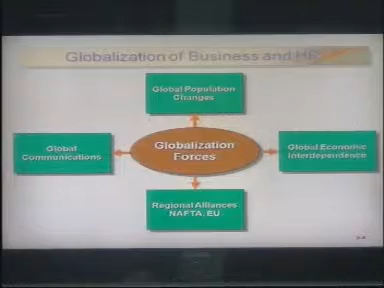 Globalization of Business and HR
Global Population
Changes
Global
Communications
Globalization
Forces
Global Economic
Interdependence
Regional Alliances
NAFTA, EU